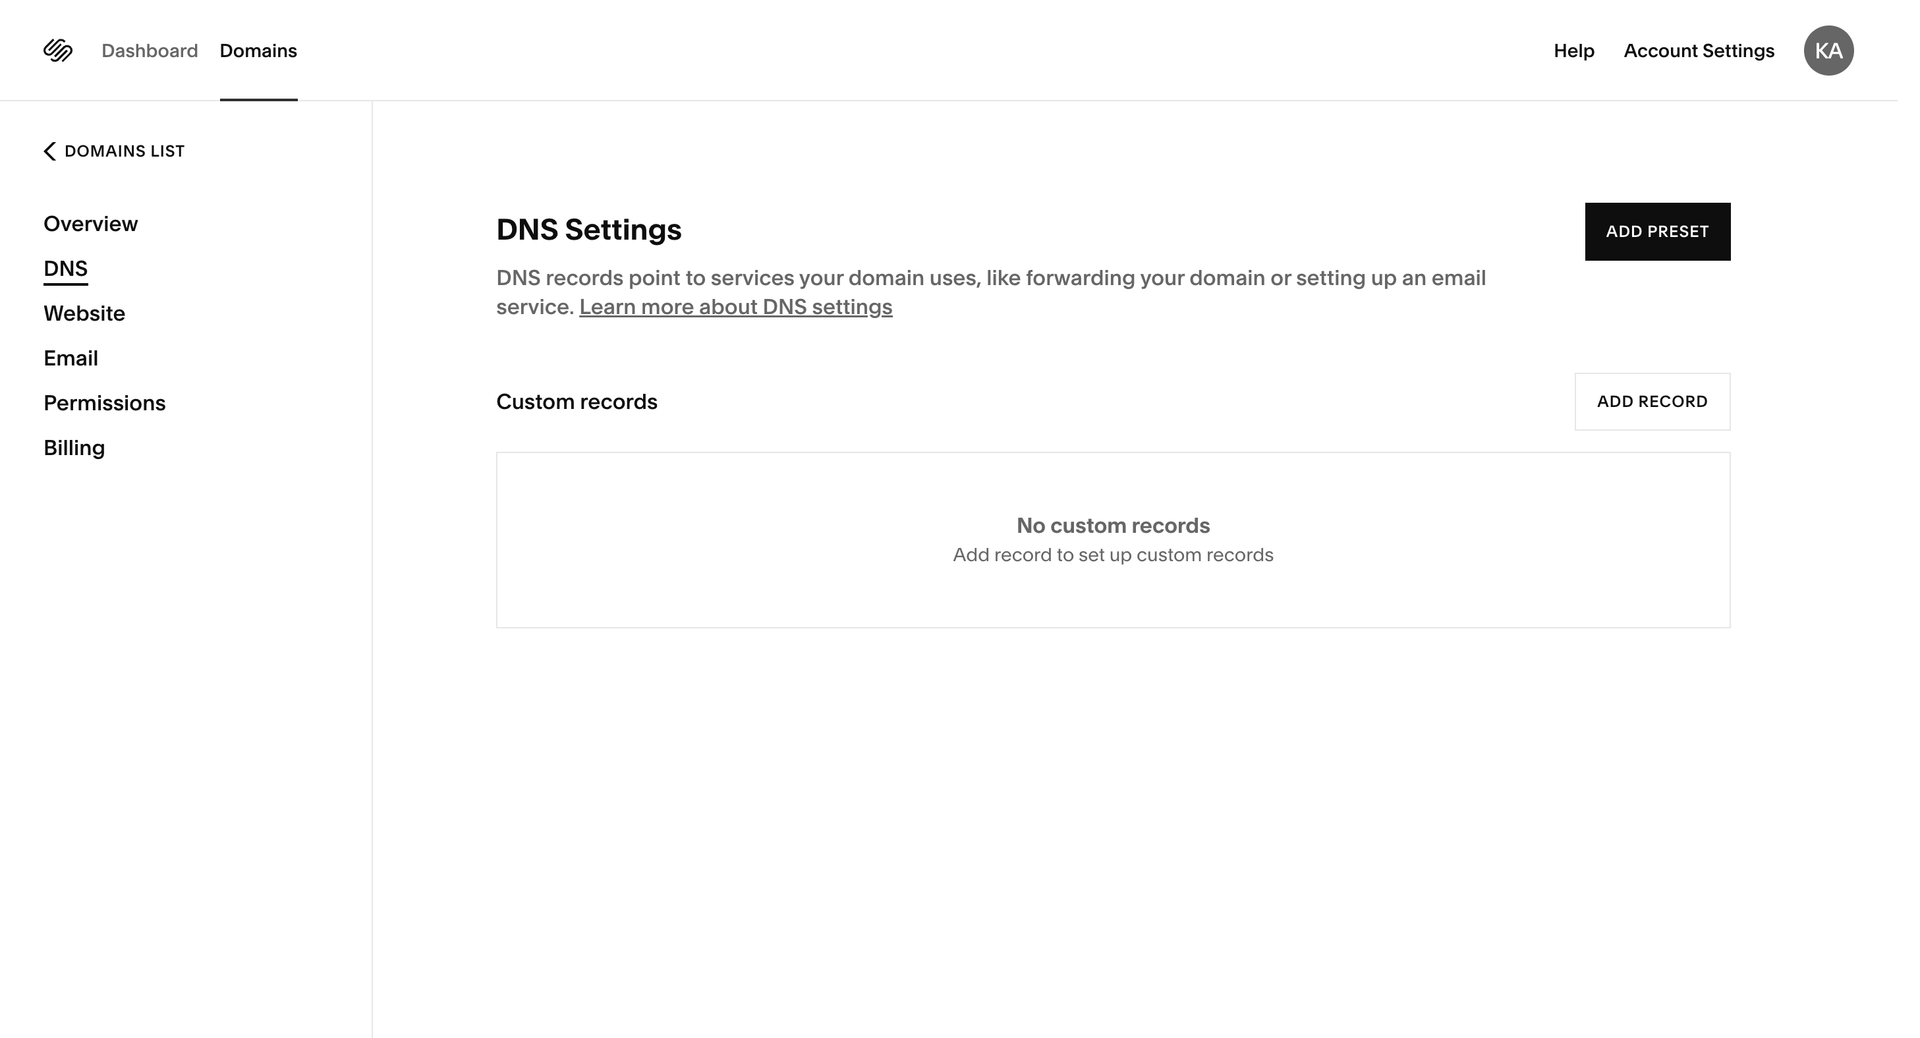 Dashboard
Domains
Help
Account Settings
KA
DOMAINS LIST
Overview
DNS
Website
Email
Permissions
Billing
DNS Settings
ADD PRESET
DNS records point to services your domain uses, like forwarding your domain or setting up an email
service. Learn more about DNS settings
Custom records
ADD RECORD
No custom records
Add record to set up custom records